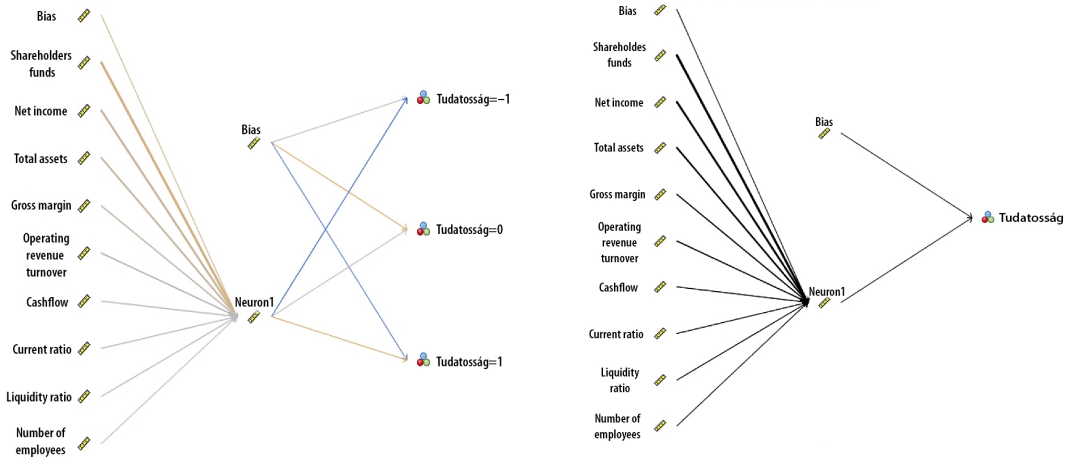 Bias
Shareholders
funds
Net income
Total assets
Gross margin
Operating
revenue
turnover
Cashflow
Current ratio
Liquidity ratio
Number of
employees
Bias
Neuron1
Tudatosság=–1
Tudatosság=0
Tudatosság=1
Bias
Shareholdes
funds
Net income
Total assets
Gross margin
Operating
revenue
turnover
Cashflow
Current ratio
Liquidity
ratio
Number of
employees
Bias
Neuron1
Tudatosság